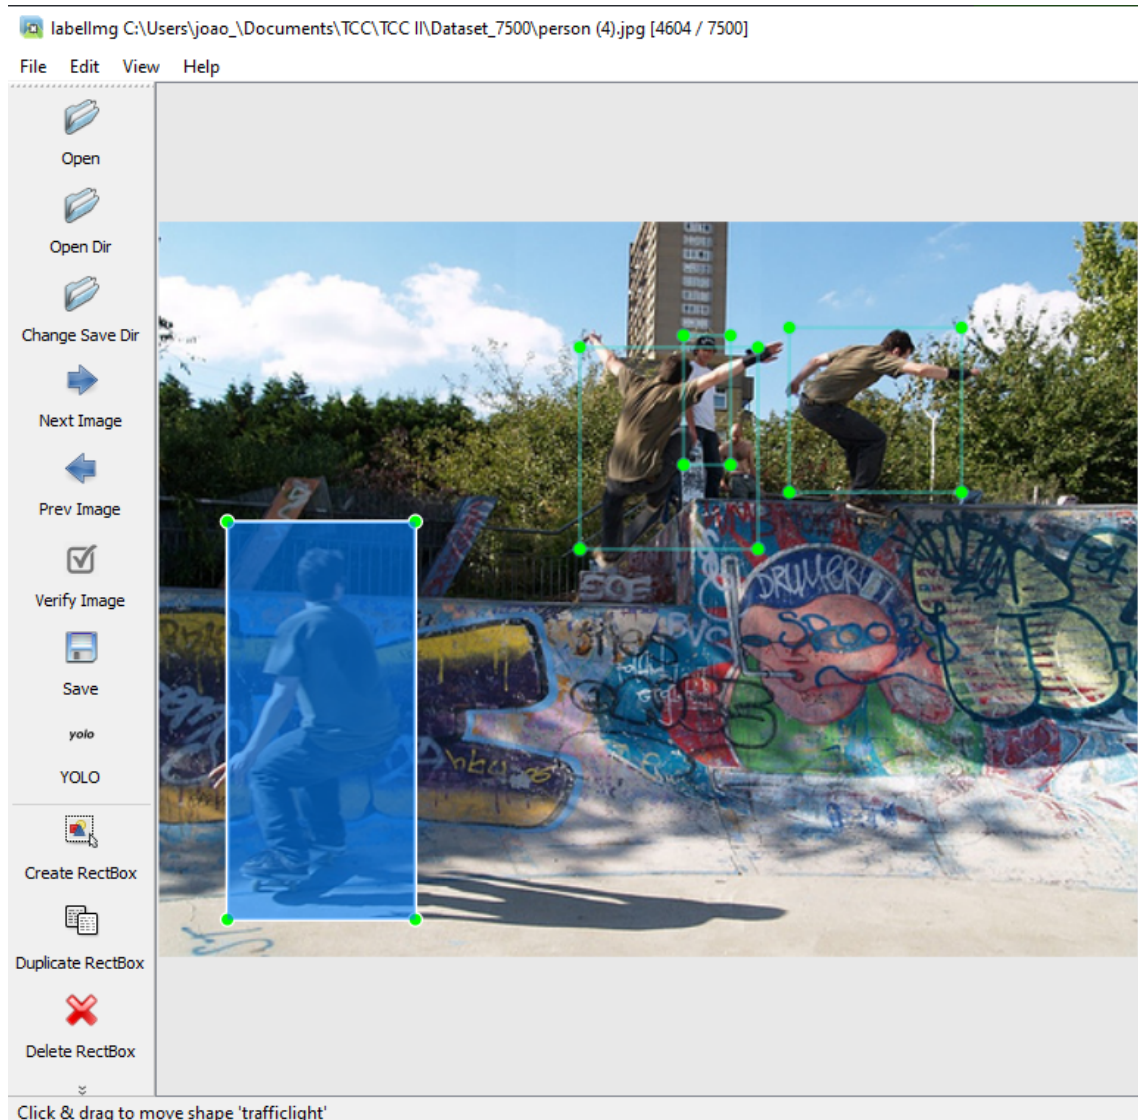 labelImg C:\Users\joao_\Documents\TCC\TCC II\Dataset_7500\person (4).jpg [4604 / 7500]
File Edit View Help
Open
Open Dir
Change Save Dir
Next Image
Prev Image
Verify Image
Save
yolo
YOLO
Create RectBox
Duplicate RectBox
Delete RectBox
Click & drag to move shape 'trafficlight'